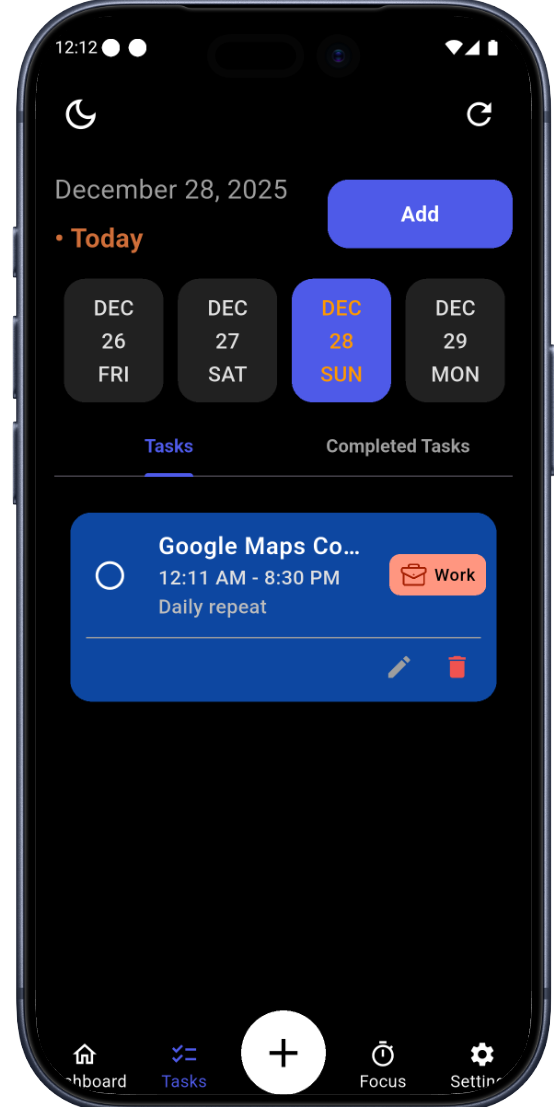 12:12
December 28, 2025
Add
• Today
DEC
26
FRI
DEC
27
SAT
DEC
28
SUN
DEC
29
MON
Tasks
Completed Tasks
Google Maps Co...
12:11 AM - 8:30 PM
Work
Daily repeat
hboard
Tasks
Focus
Settin